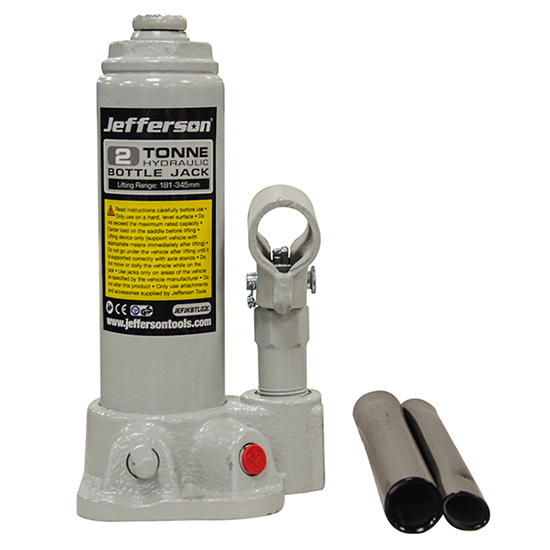 Jefferson
2 TONNE
HYDRAULIC
BOTTLE JACK
Lifting Range: 181-345mm
Read instructions carefully before use •
Only use on a hard, level surface • Do
not exceed the maximum rated capacity •
Center load on the saddle before lifting •
Lifting device only (support vehicle with
appropriate means immediately after lifting) •
Do not go under the vehicle after lifting until it
is supported correctly with axle stands • Do
not move or dolly the vehicle while on the
jack • Use jacks only on areas of the vehicle
as specified by the vehicle manufacturer • Do
not alter this product • Only use attachments
and accessories supplied by Jefferson Tools
CE GS JEFJKBTL02C
www.jeffersontools.com